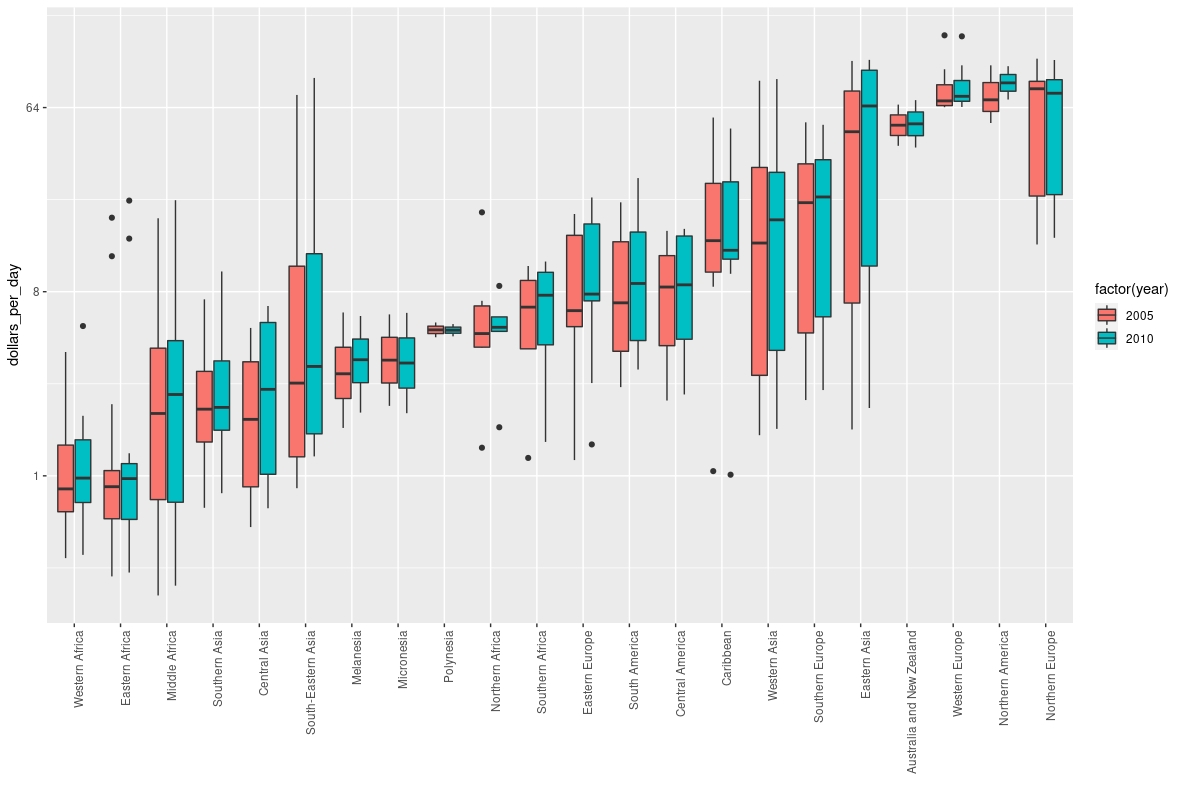 dollars_per_day
64
8
1
Western Africa
Eastern Africa
Middle Africa
Southern Asia
Central Asia
South-Eastern Asia
Melanesia
Micronesia
Polynesia
Northern Africa
Southern Africa
Eastern Europe
South America
Central America
Caribbean
Western Asia
Southern Europe
Eastern Asia
Australia and New Zealand
Western Europe
Northern America
Northern Europe
factor(year)
2005
2010